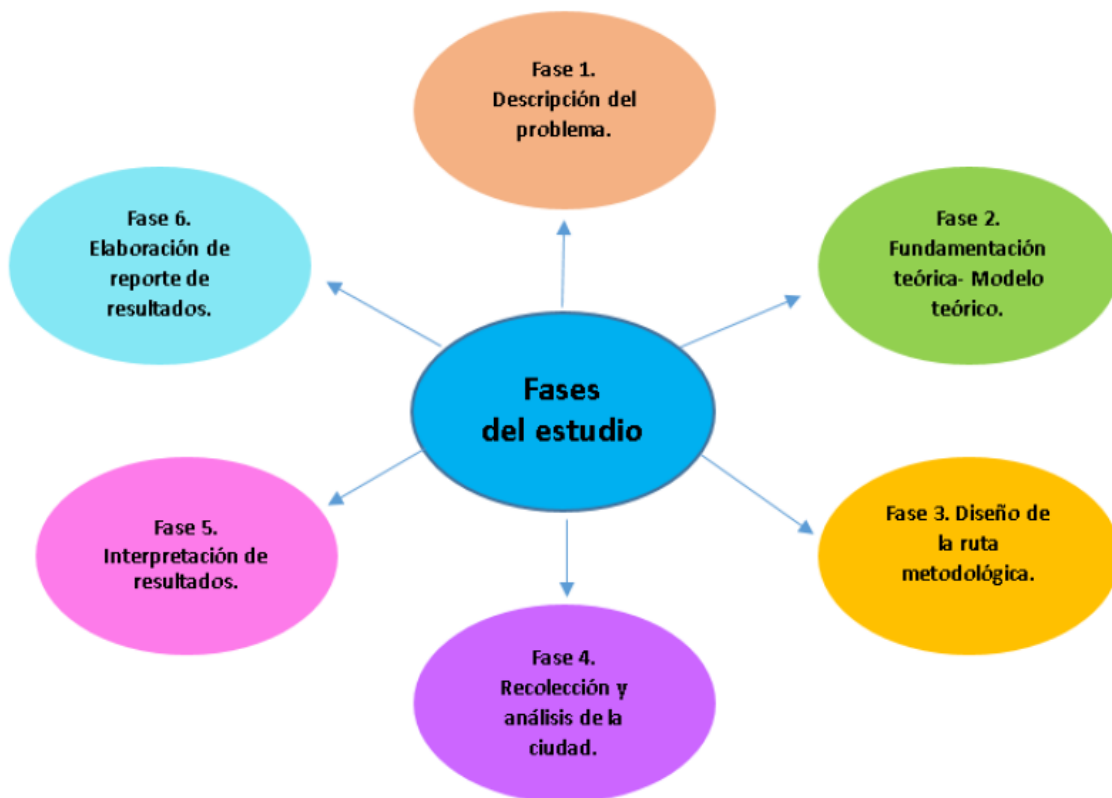 Fase 1.
Descripción del
problema.
Fase 2.
Fundamentación
teórica- Modelo
teórico.
Fase 3. Diseño de
la ruta
metodológica.
Fase 4.
Recolección y
análisis de la
ciudad.
Fase 5.
Interpretación de
resultados.
Fase 6.
Elaboración de
reporte de
resultados.
Fases
del estudio